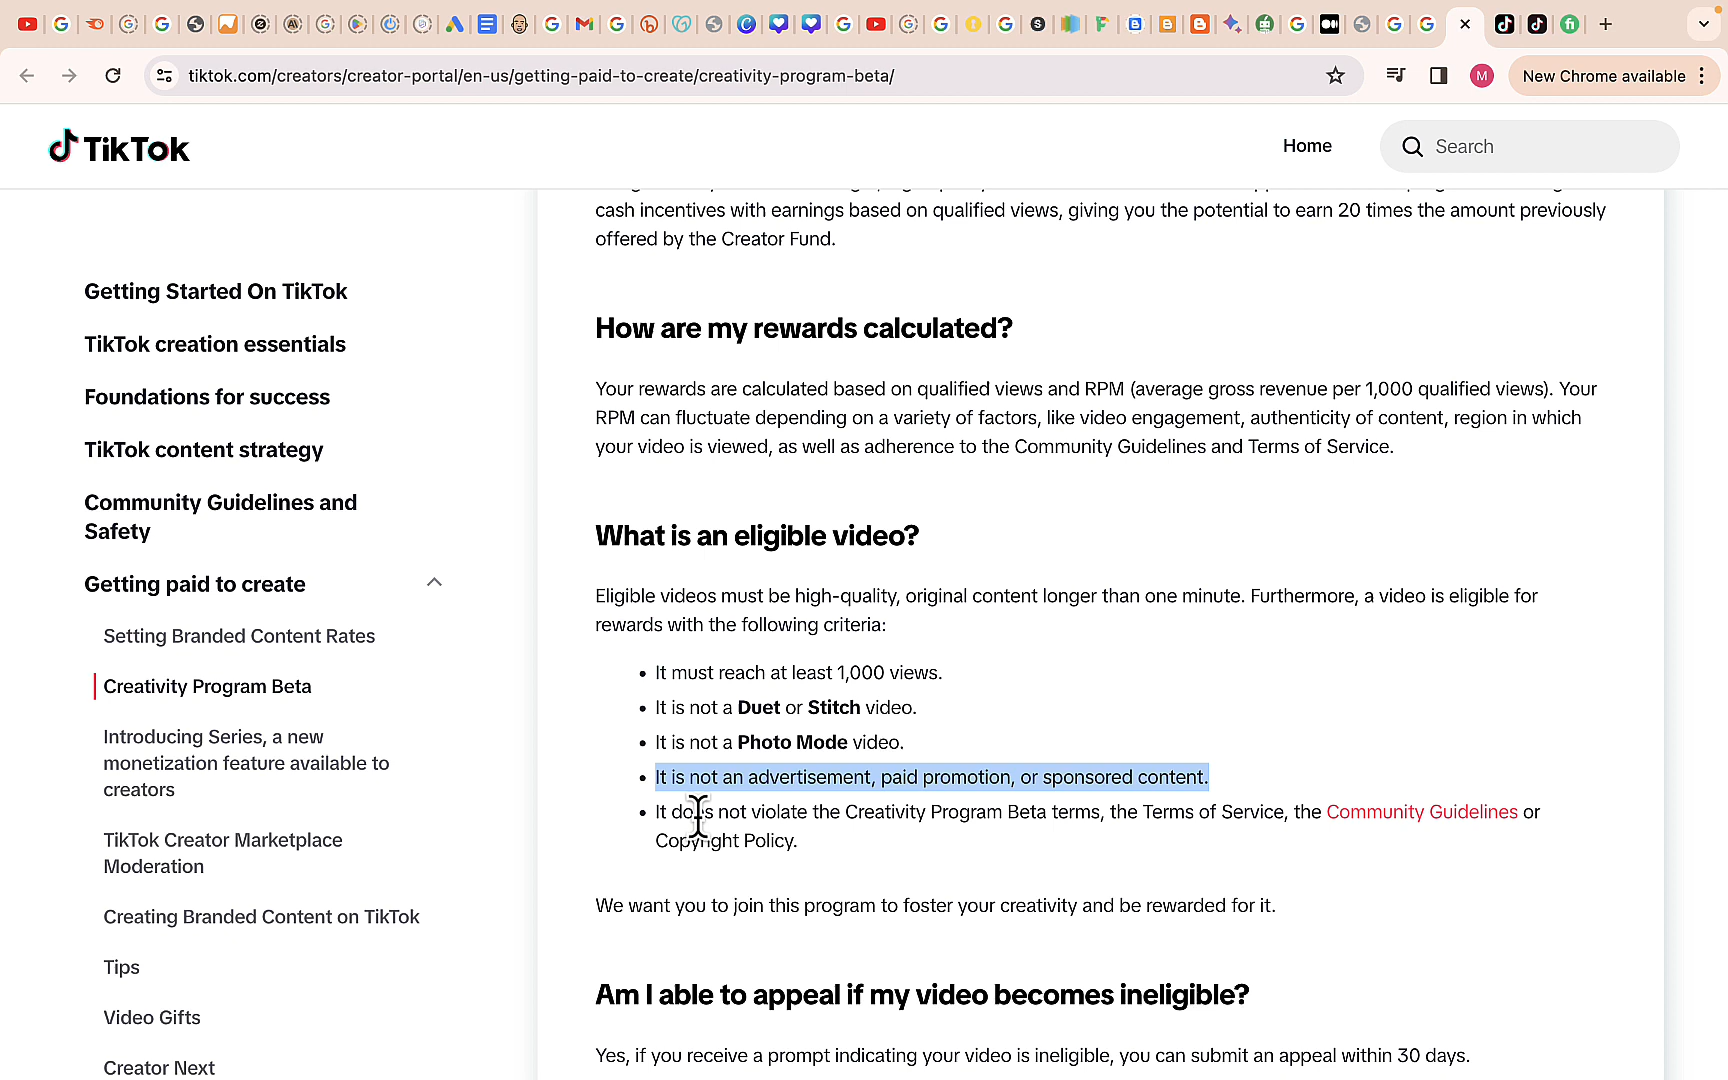 tiktok.com/creators/creator-portal/en-us/getting-paid-to-create/creativity-program-beta/
M
New Chrome available
TikTok
Home
Search
cash incentives with earnings based on qualified views, giving you the potential to earn 20 times the amount previously
offered by the Creator Fund.
Getting Started On TikTok
TikTok creation essentials
Foundations for success
TikTok content strategy
Community Guidelines and
Safety
Getting paid to create
Setting Branded Content Rates
Creativity Program Beta
Introducing Series, a new
monetization feature available to
creators
TikTok Creator Marketplace
Moderation
Creating Branded Content on TikTok
Tips
Video Gifts
Creator Next
How are my rewards calculated?
Your rewards are calculated based on qualified views and RPM (average gross revenue per 1,000 qualified views). Your
RPM can fluctuate depending on a variety of factors, like video engagement, authenticity of content, region in which
your video is viewed, as well as adherence to the Community Guidelines and Terms of Service.
What is an eligible video?
Eligible videos must be high-quality, original content longer than one minute. Furthermore, a video is eligible for
rewards with the following criteria:
• It must reach at least 1,000 views.
• It is not a Duet or Stitch video.
• It is not a Photo Mode video.
• It is not an advertisement, paid promotion, or sponsored content.
• It does not violate the Creativity Program Beta terms, the Terms of Service, the Community Guidelines or
Copyright Policy.
We want you to join this program to foster your creativity and be rewarded for it.
Am I able to appeal if my video becomes ineligible?
Yes, if you receive a prompt indicating your video is ineligible, you can submit an appeal within 30 days.